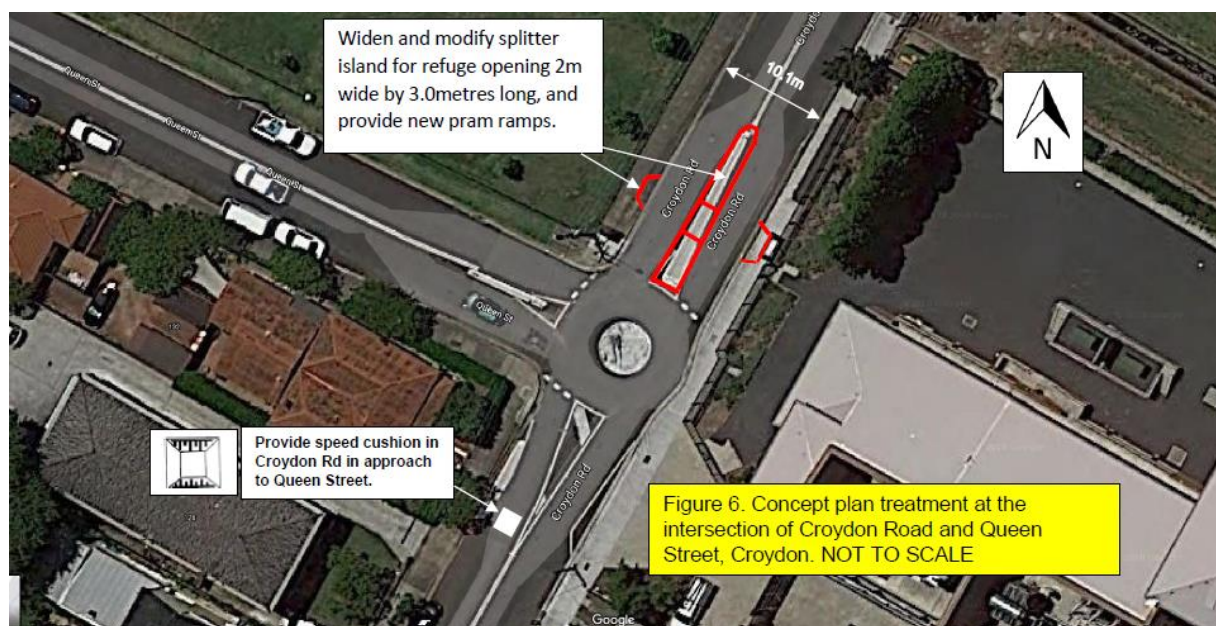 Widen and modify splitter
island for refuge opening 2m
wide by 3.0metres long, and
provide new pram ramps.
10.1m
N
Queen St
Queen St
Queen St
Queen St
Croydon Rd
Croydon Rd
Croydon Rd
Provide speed cushion in
Croydon Rd in approach
to Queen Street.
Figure 6. Concept plan treatment at the
intersection of Croydon Road and Queen
Street, Croydon. NOT TO SCALE
Google